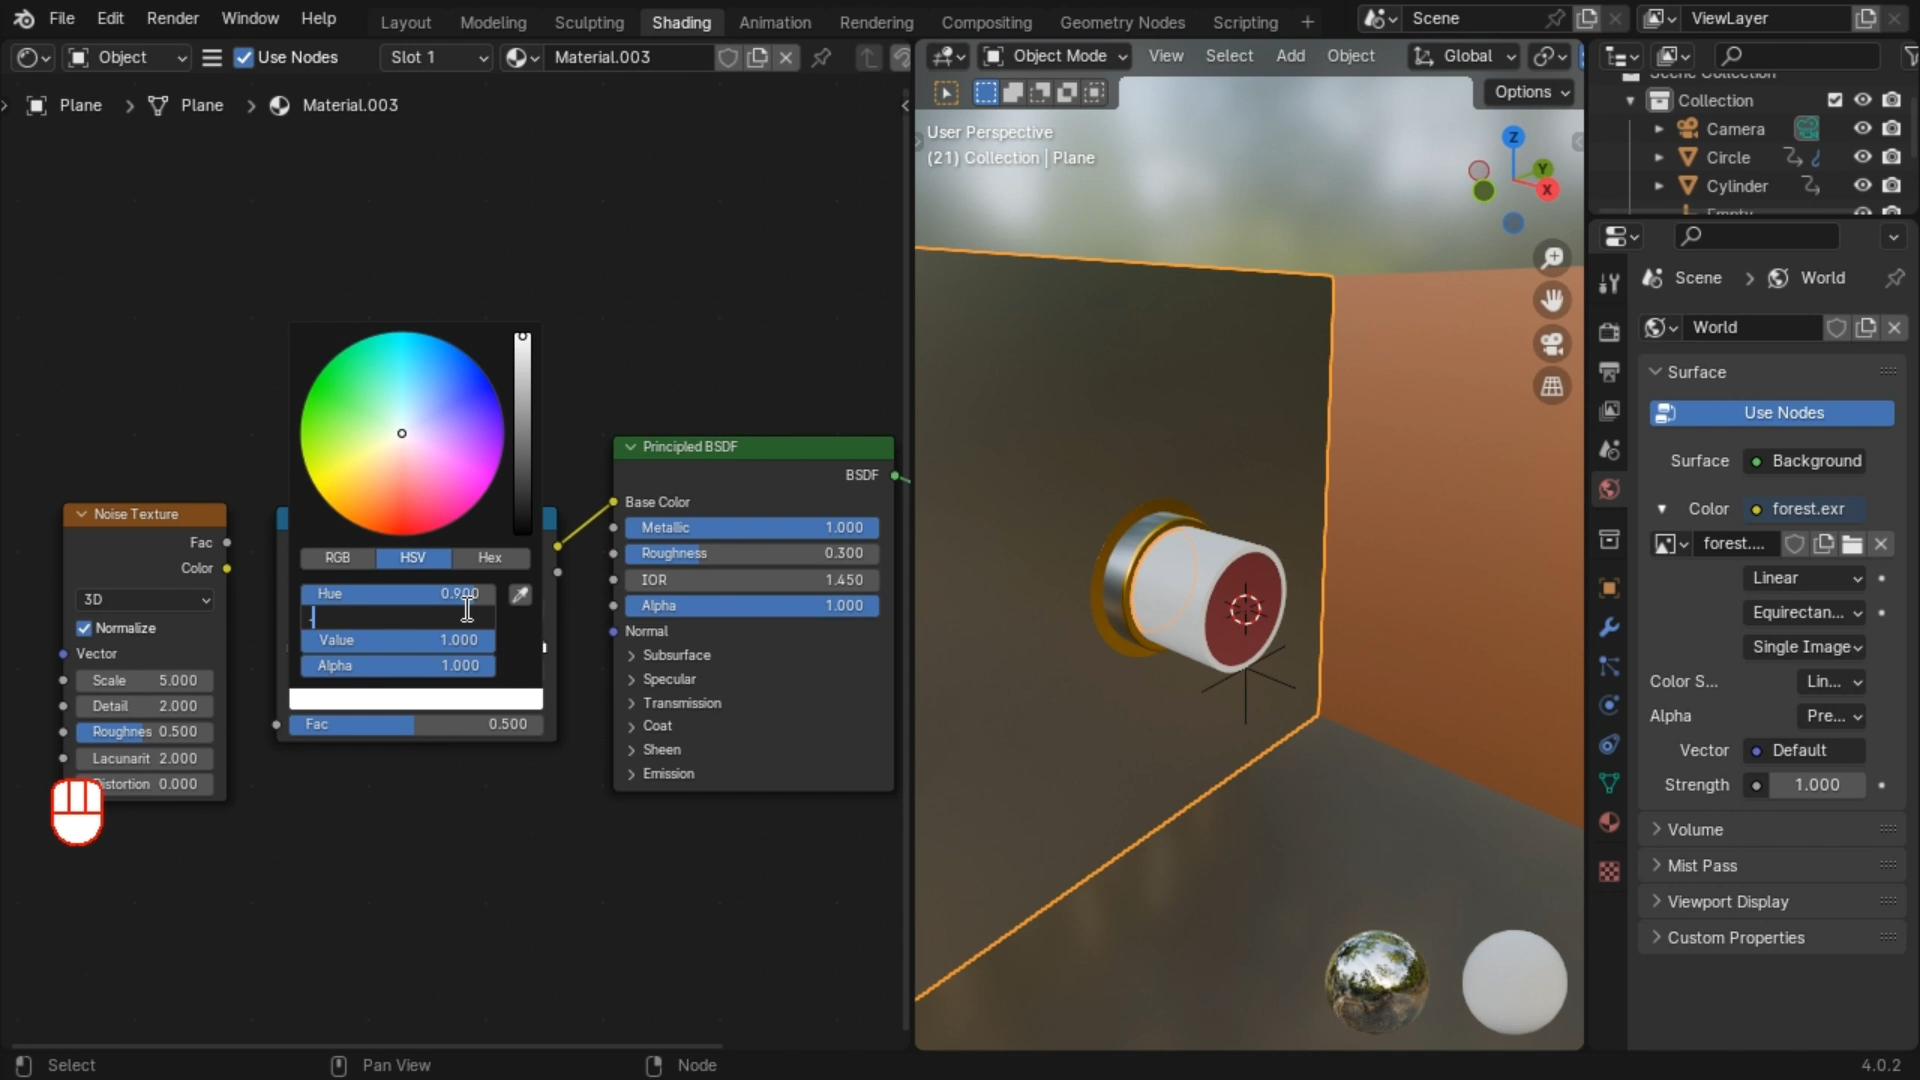 File Edit Render Window Help Layout Modeling Sculpting Shading Animation Rendering Compositing Geometry Nodes Scripting + Scene ViewLayer
Object Use Nodes Slot 1 Material.003 Object Mode View Select Add Object Global
Plane > Plane > Material.003
Options
User Perspective
(21) Collection | Plane
Z
Y
X
Scene Collection
Collection
Camera
Circle
Cylinder
Empty
Scene > World
World
Surface
Use Nodes
Surface Background
Color forest.exr
forest....
Linear
Equirectan...
Single Image
Color S... Lin...
Alpha Pre...
Vector Default
Strength 1.000
Volume
Mist Pass
Viewport Display
Custom Properties
RGB HSV Hex
Hue 0.900
Value 1.000
Alpha 1.000
Fac 0.500
Noise Texture
Fac
Color
3D
Normalize
Vector
Scale 5.000
Detail 2.000
Roughnes 0.500
Lacunarit 2.000
Distortion 0.000
Principled BSDF
BSDF
Base Color
Metallic 1.000
Roughness 0.300
IOR 1.450
Alpha 1.000
Normal
Subsurface
Specular
Transmission
Coat
Sheen
Emission
Select Pan View Node 4.0.2